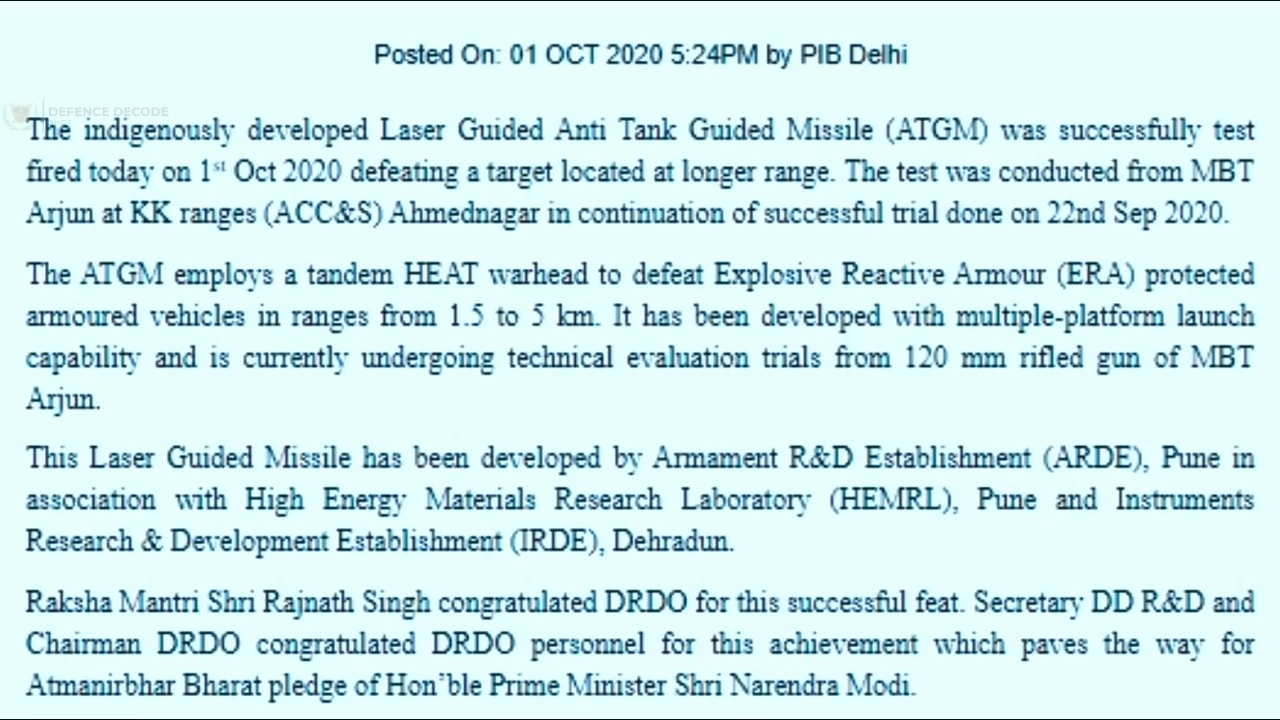 Posted On: 01 OCT 2020 5:24PM by PIB Delhi
DEFENCE DECODE
The indigenously developed Laser Guided Anti Tank Guided Missile (ATGM) was successfully test
fired today on 1st Oct 2020 defeating a target located at longer range. The test was conducted from MBT
Arjun at KK ranges (ACC&S) Ahmednagar in continuation of successful trial done on 22nd Sep 2020.
The ATGM employs a tandem HEAT warhead to defeat Explosive Reactive Armour (ERA) protected
armoured vehicles in ranges from 1.5 to 5 km. It has been developed with multiple-platform launch
capability and is currently undergoing technical evaluation trials from 120 mm rifled gun of MBT
Arjun.
This Laser Guided Missile has been developed by Armament R&D Establishment (ARDE), Pune in
association with High Energy Materials Research Laboratory (HEMRL), Pune and Instruments
Research & Development Establishment (IRDE), Dehradun.
Raksha Mantri Shri Rajnath Singh congratulated DRDO for this successful feat. Secretary DD R&D and
Chairman DRDO congratulated DRDO personnel for this achievement which paves the way for
Atmanirbhar Bharat pledge of Hon’ble Prime Minister Shri Narendra Modi.